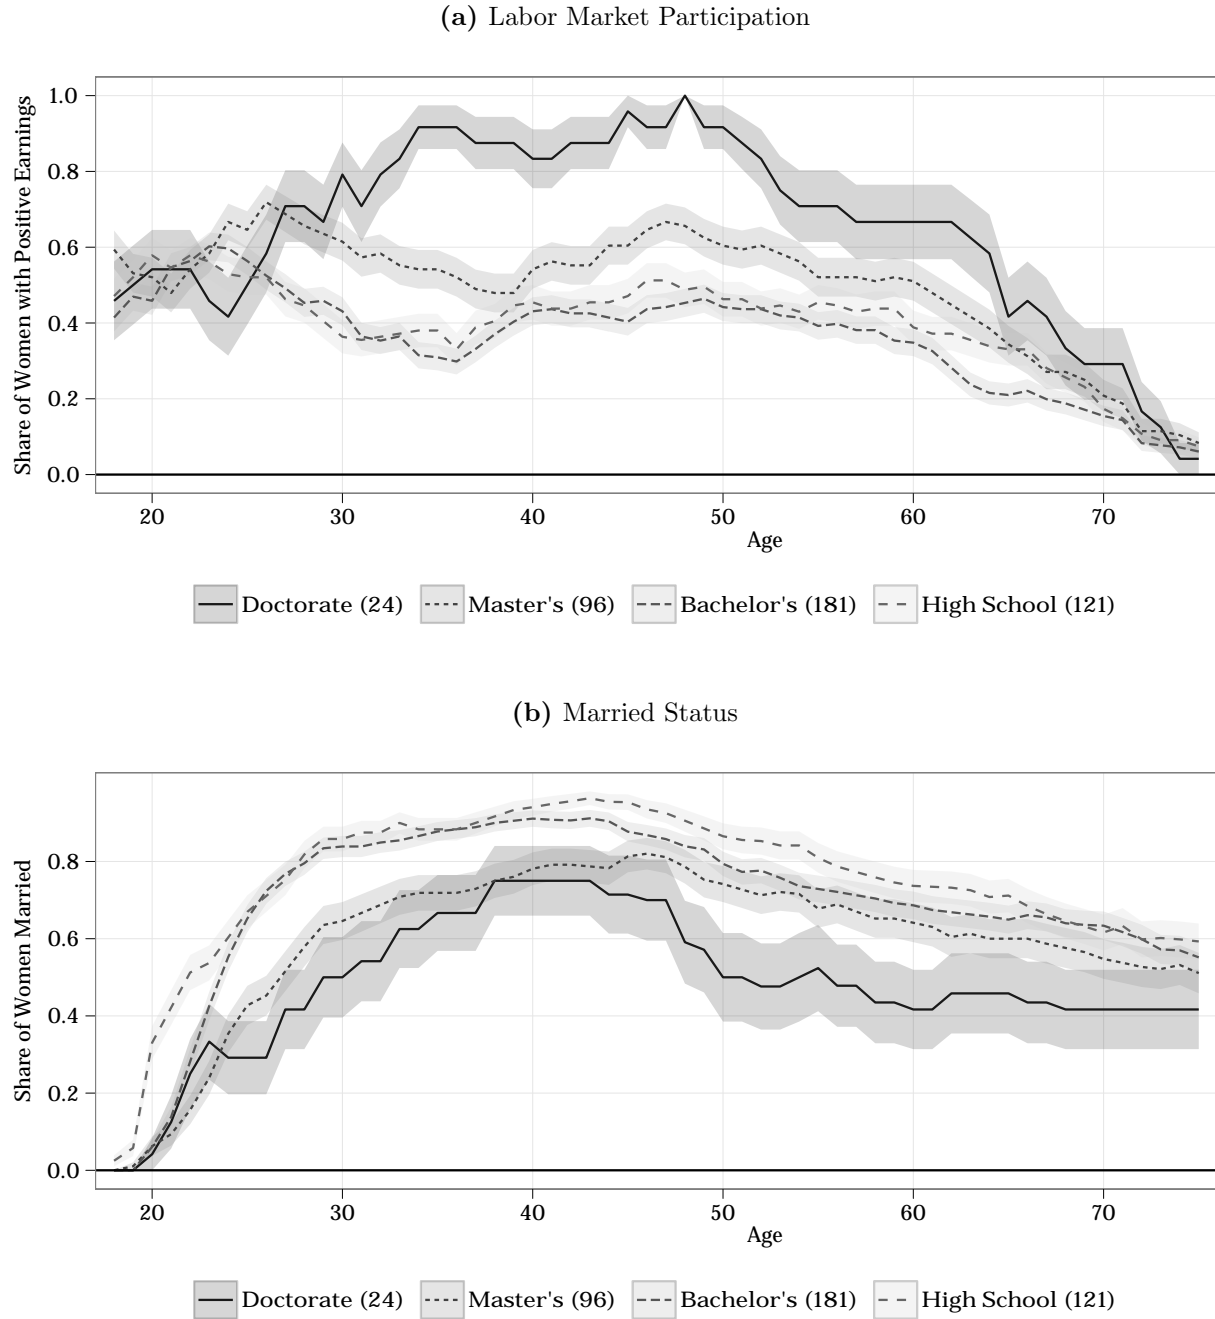 (a) Labor Market Participation
Share of Women with Positive Earnings
1.0
0.8
0.6
0.4
0.2
0.0
20 30 40 50 60 70
Age
Doctorate (24) Master's (96) Bachelor's (181) High School (121)
(b) Married Status
Share of Women Married
0.8
0.6
0.4
0.2
0.0
20 30 40 50 60 70
Age
Doctorate (24) Master's (96) Bachelor's (181) High School (121)